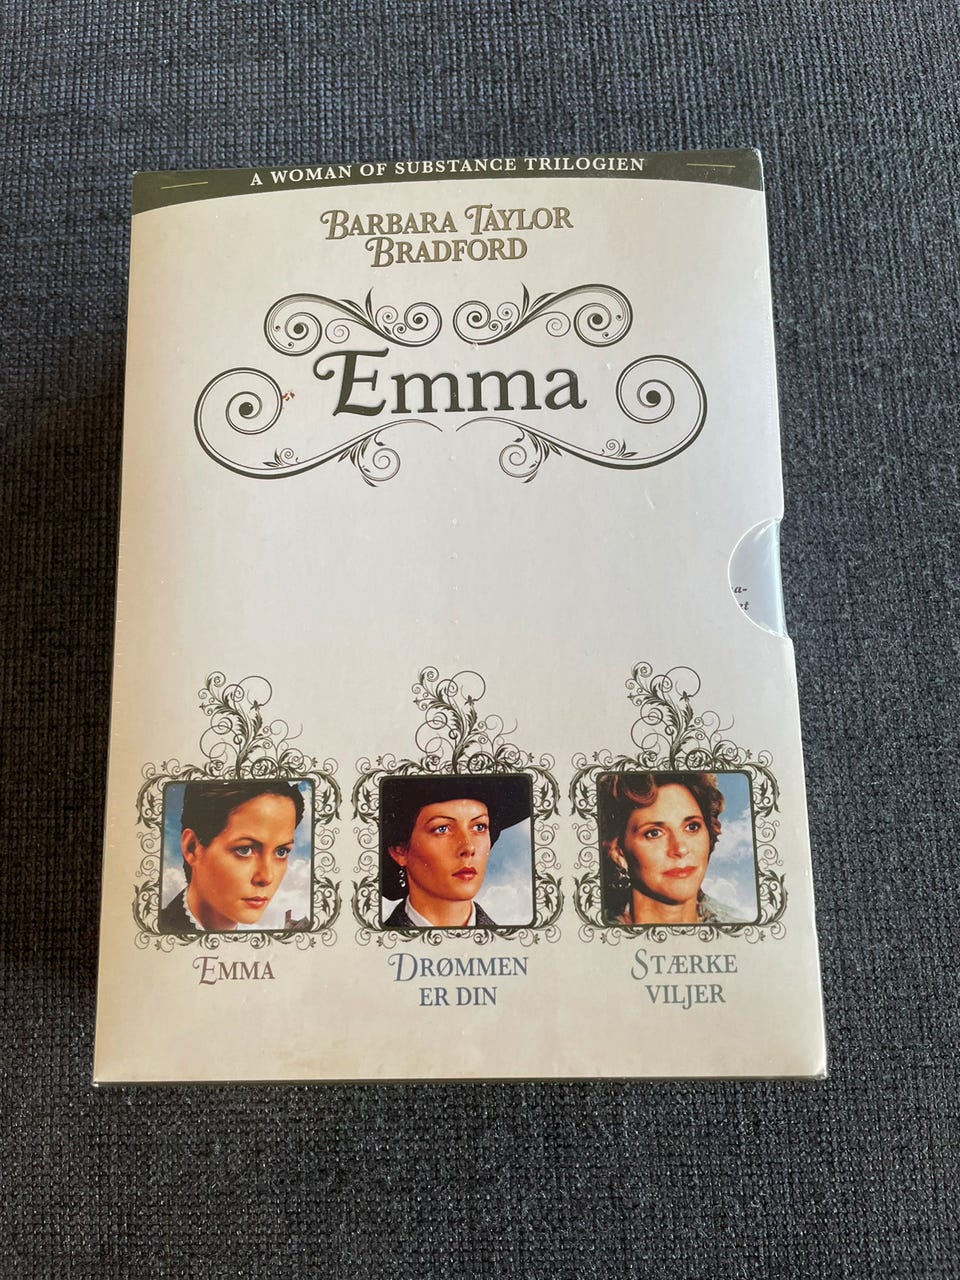 A WOMAN OF SUBSTANCE TRILOGIEN
BARBARA TAYLOR
BRADFORD
Emma
EMMA
DRØMMEN
ER DIN
STÆRKE
VILJER